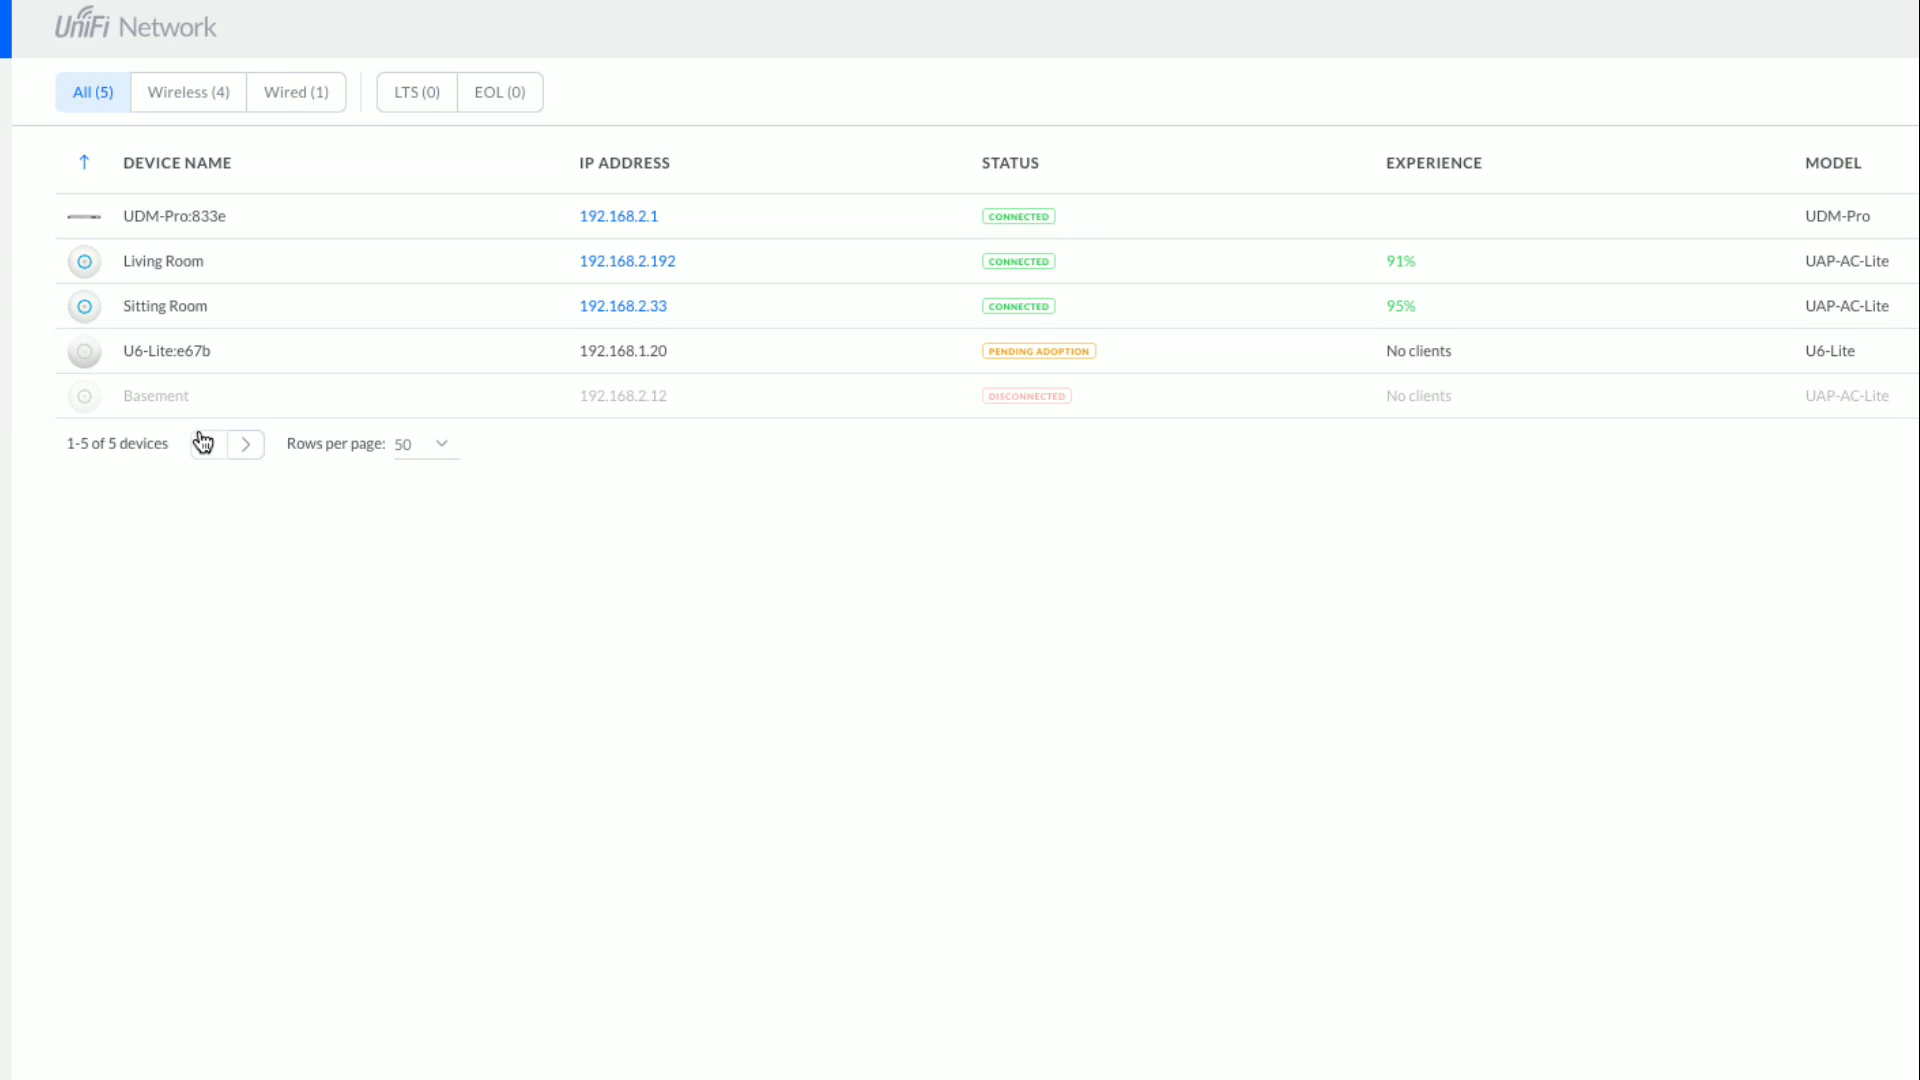 UniFi Network
All (5) Wireless (4) Wired (1) LTS (0) EOL (0)
DEVICE NAME IP ADDRESS STATUS EXPERIENCE MODEL
UDM-Pro:833e 192.168.2.1 CONNECTED UDM-Pro
Living Room 192.168.2.192 CONNECTED 91% UAP-AC-Lite
Sitting Room 192.168.2.33 CONNECTED 95% UAP-AC-Lite
U6-Lite:e67b 192.168.1.20 PENDING ADOPTION No clients U6-Lite
Basement 192.168.2.12 DISCONNECTED No clients UAP-AC-Lite
1-5 of 5 devices Rows per page: 50